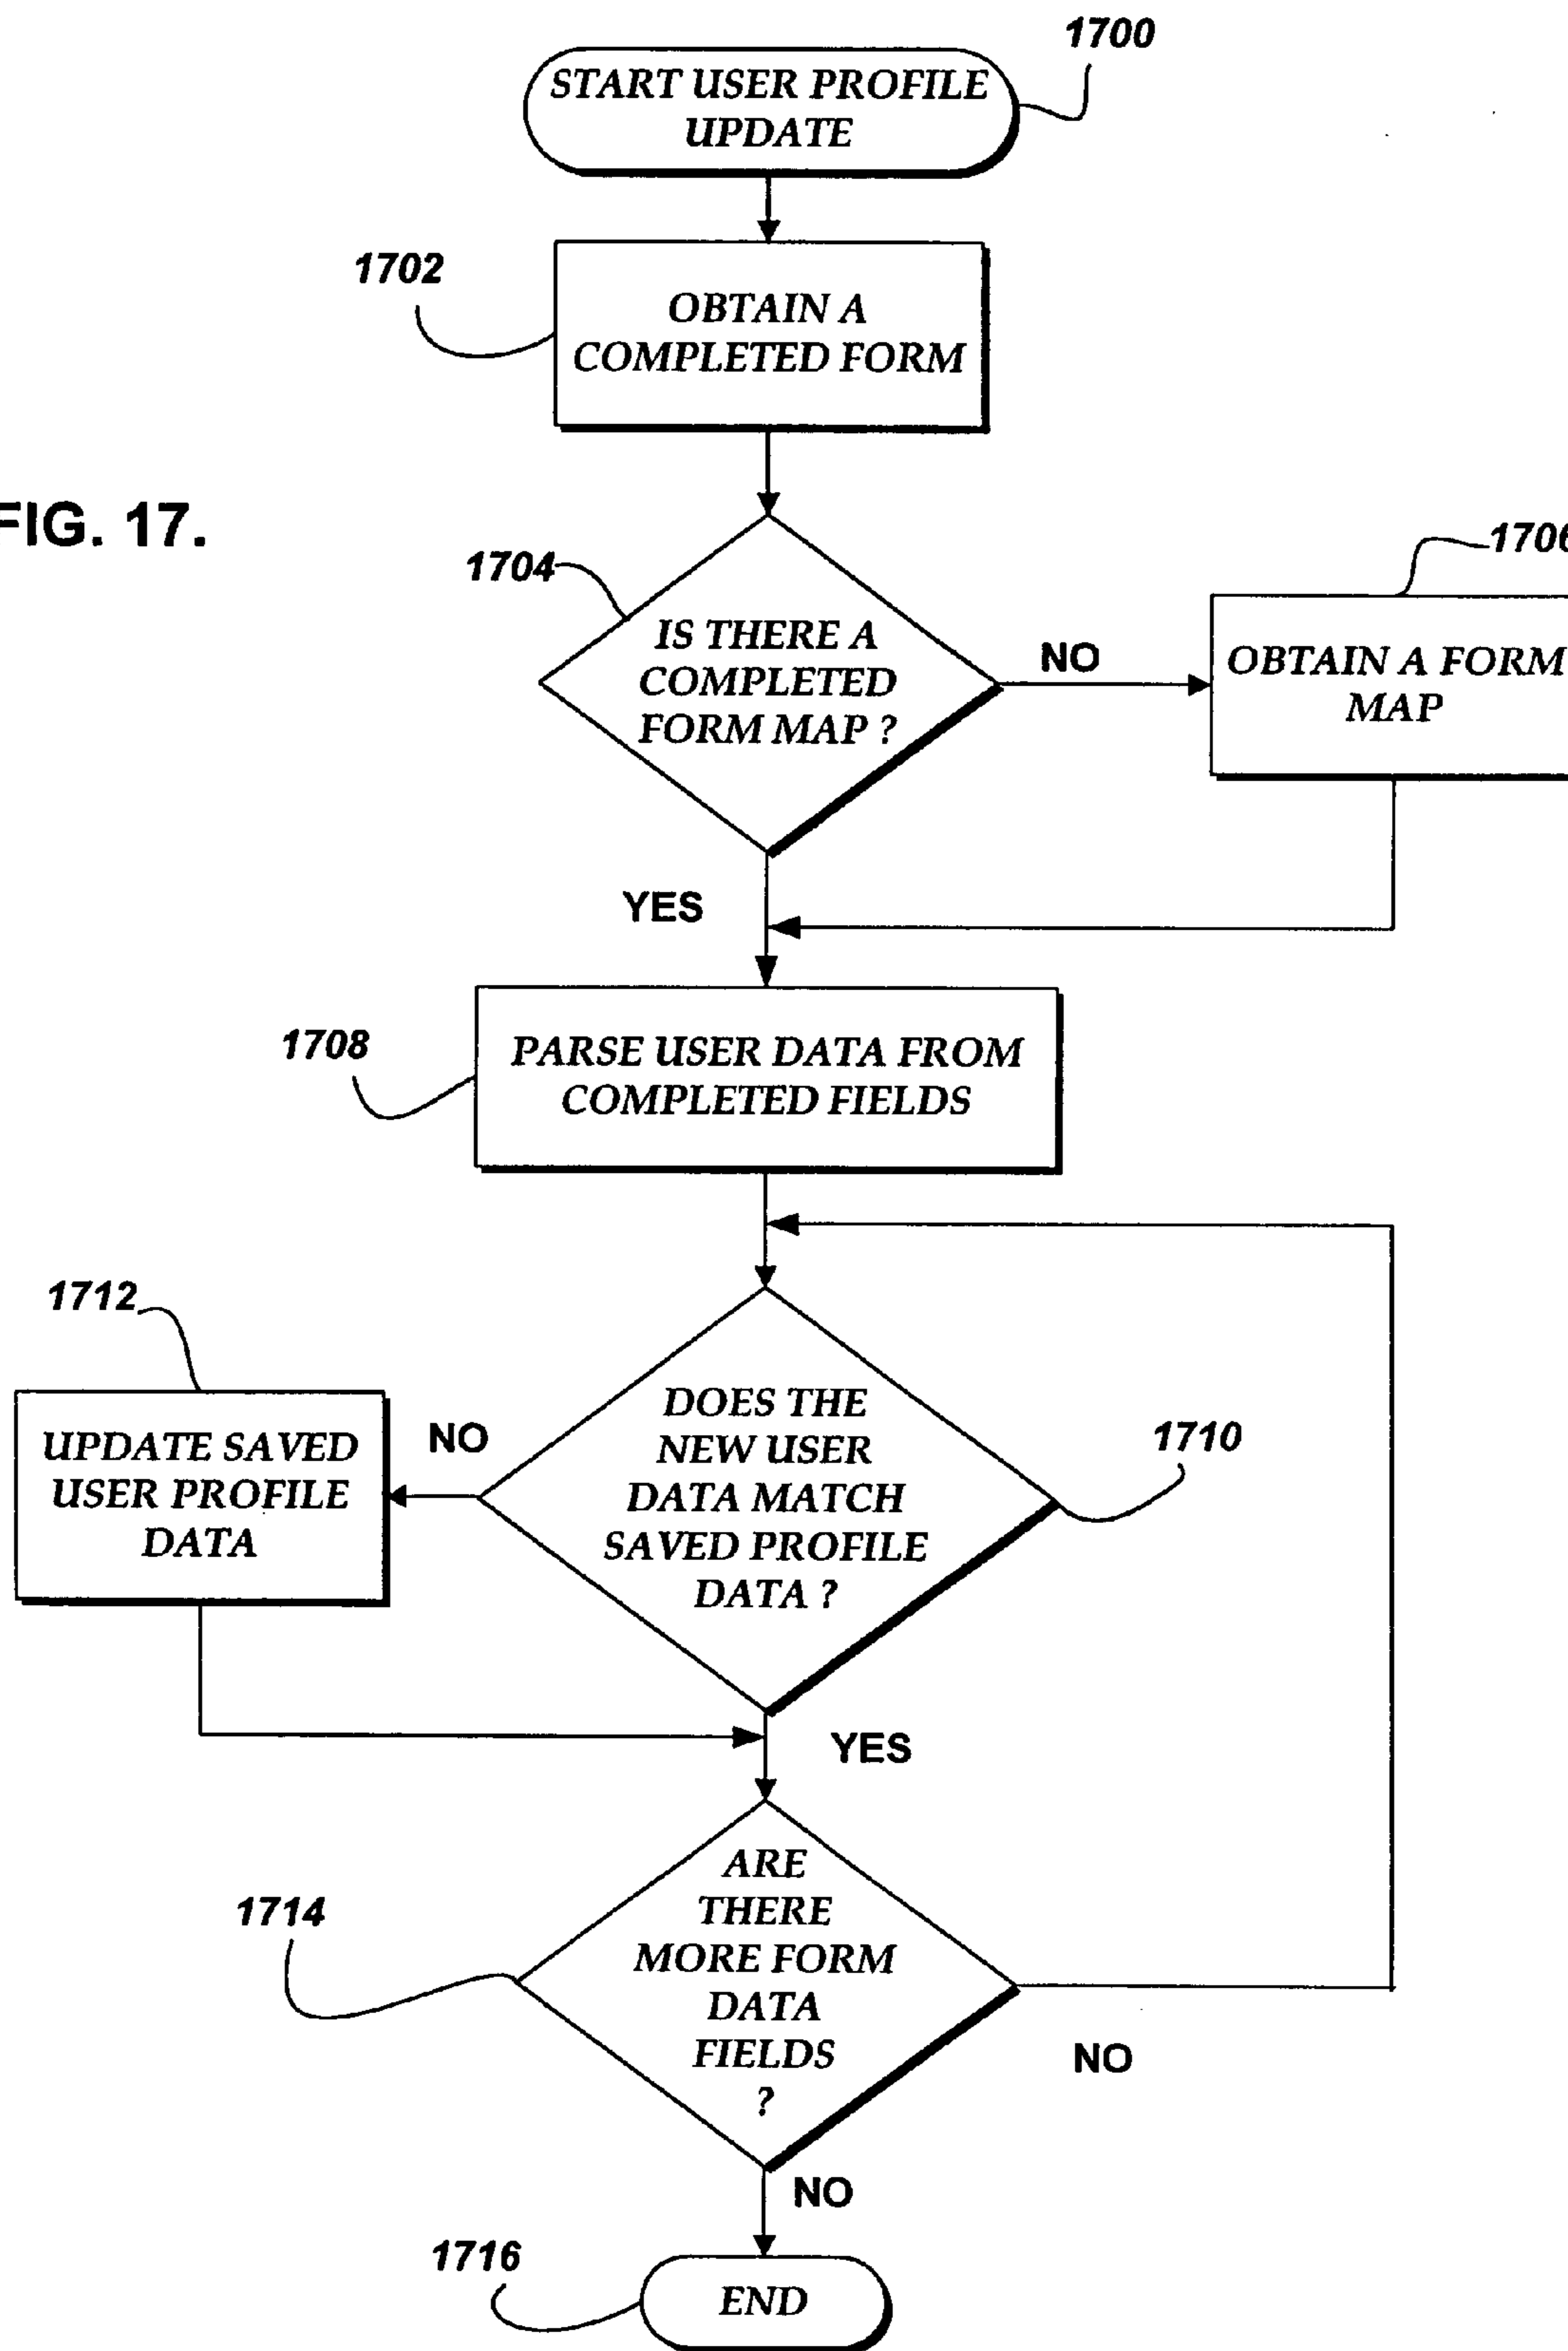 1700
START USER PROFILE
UPDATE
1702
OBTAIN A
COMPLETED FORM
FIG. 17.
1704
IS THERE A
COMPLETED
FORM MAP ?
NO
1706
OBTAIN A FORM
MAP
YES
1708
PARSE USER DATA FROM
COMPLETED FIELDS
1712
UPDATE SAVED
USER PROFILE
DATA
NO
DOES THE
NEW USER
DATA MATCH
SAVED PROFILE
DATA ?
1710
YES
1714
ARE
THERE
MORE FORM
DATA
FIELDS
?
NO
NO
1716
END